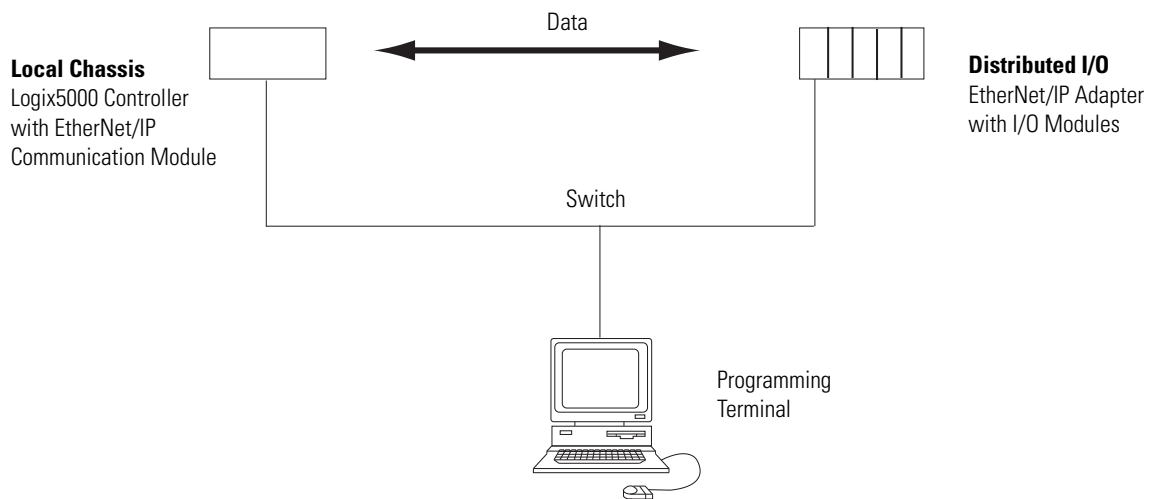 Data
Local Chassis
Logix5000 Controller
with EtherNet/IP
Communication Module
Distributed I/O
EtherNet/IP Adapter
with I/O Modules
Switch
Programming
Terminal